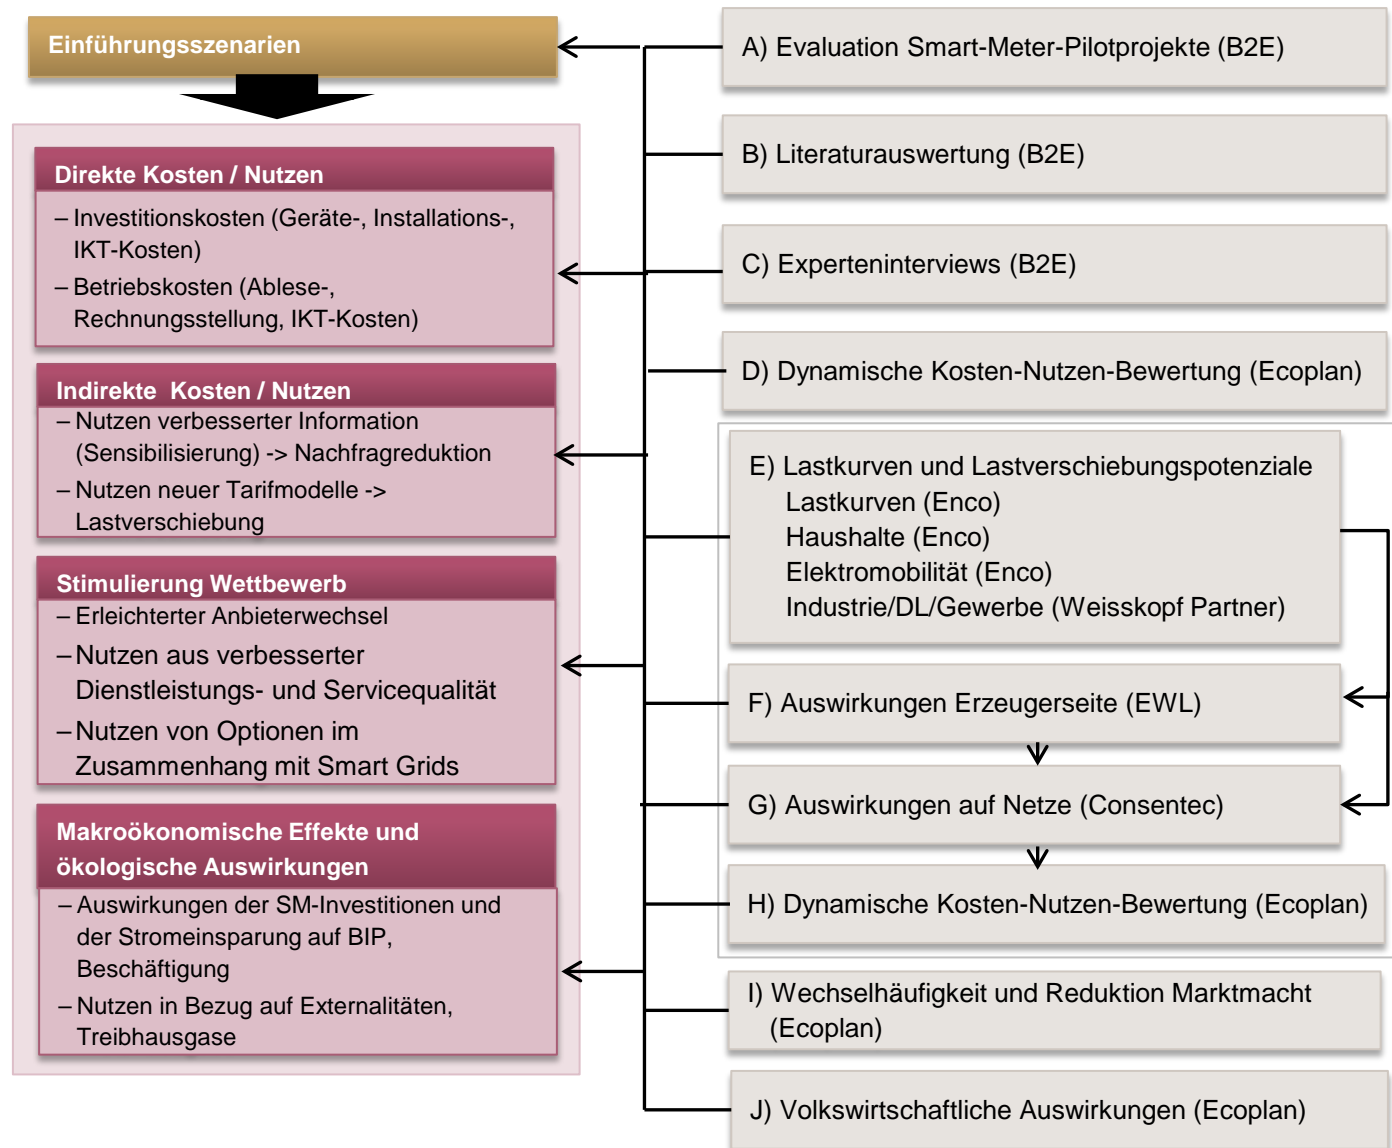 Einführungsszenarien
Direkte Kosten / Nutzen
– Investitionskosten (Geräte-, Installations-,
IKT-Kosten)
– Betriebskosten (Ablese-,
Rechnungsstellung, IKT-Kosten)
Indirekte Kosten / Nutzen
– Nutzen verbesserter Information
(Sensibilisierung) -> Nachfragreduktion
– Nutzen neuer Tarifmodelle ->
Lastverschiebung
Stimulierung Wettbewerb
– Erleichterter Anbieterwechsel
– Nutzen aus verbesserter
Dienstleistungs- und Servicequalität
– Nutzen von Optionen im
Zusammenhang mit Smart Grids
Makroökonomische Effekte und
ökologische Auswirkungen
– Auswirkungen der SM-Investitionen und
der Stromeinsparung auf BIP,
Beschäftigung
– Nutzen in Bezug auf Externalitäten,
Treibhausgase
A) Evaluation Smart-Meter-Pilotprojekte (B2E)
B) Literaturauswertung (B2E)
C) Experteninterviews (B2E)
D) Dynamische Kosten-Nutzen-Bewertung (Ecoplan)
E) Lastkurven und Lastverschiebungspotenziale
Lastkurven (Enco)
Haushalte (Enco)
Elektromobilität (Enco)
Industrie/DL/Gewerbe (Weisskopf Partner)
F) Auswirkungen Erzeugerseite (EWL)
G) Auswirkungen auf Netze (Consentec)
H) Dynamische Kosten-Nutzen-Bewertung (Ecoplan)
I) Wechselhäufigkeit und Reduktion Marktmacht
(Ecoplan)
J) Volkswirtschaftliche Auswirkungen (Ecoplan)